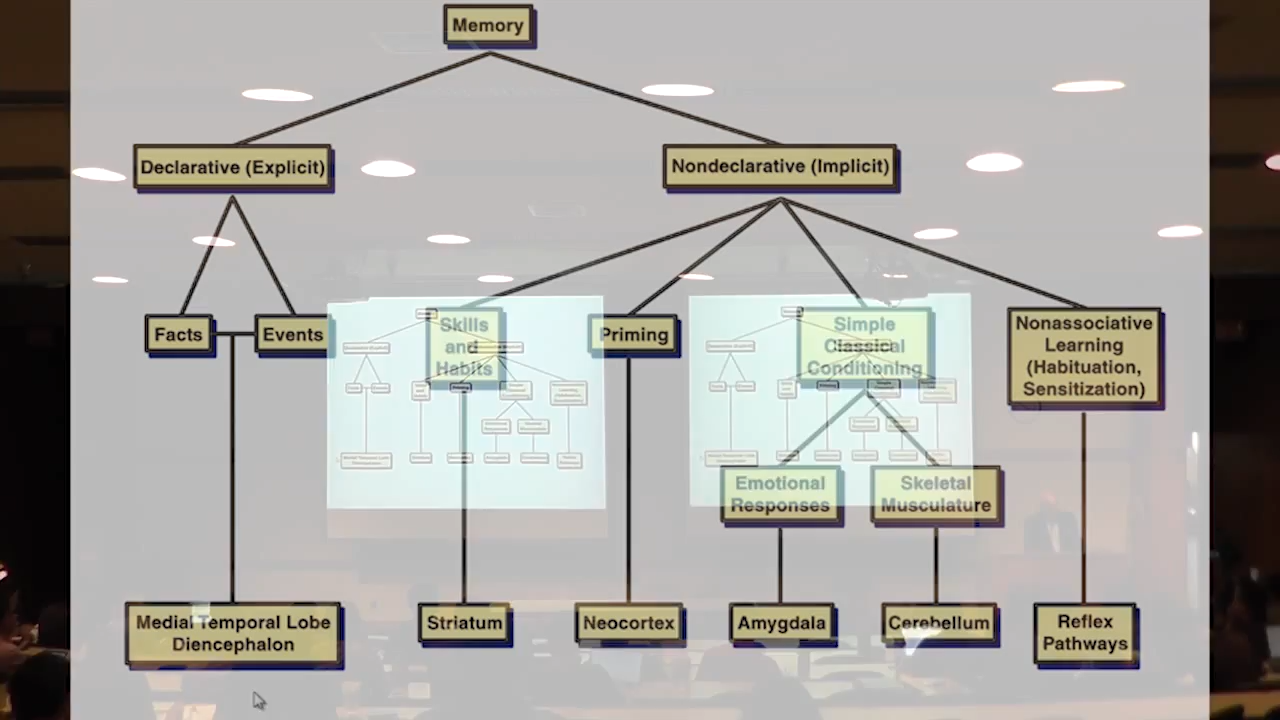 Memory
Declarative (Explicit)
Nondeclarative (Implicit)
Facts
Events
Skills
and
Habits
Priming
Simple
Classical
Conditioning
Nonassociative
Learning
(Habituation,
Sensitization)
Emotional
Responses
Skeletal
Musculature
Medial Temporal Lobe
Diencephalon
Striatum
Neocortex
Amygdala
Cerebellum
Reflex
Pathways